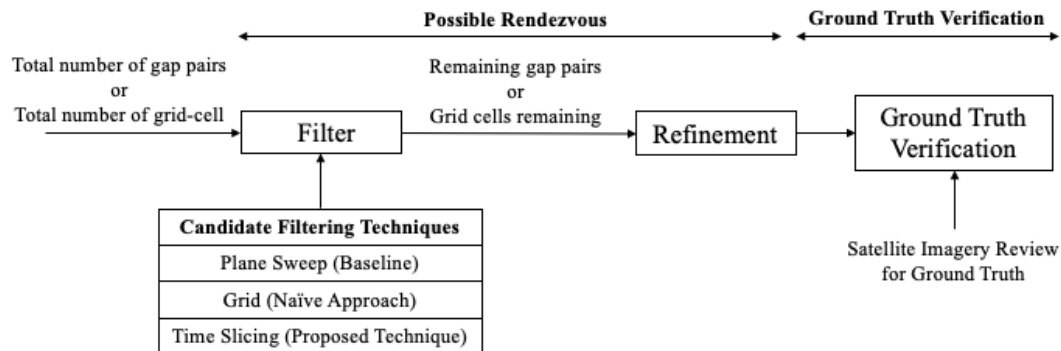 Possible Rendezvous
Ground Truth Verification
Total number of gap pairs
or
Total number of grid-cell
Remaining gap pairs
or
Grid cells remaining
Filter
Refinement
Ground Truth
Verification
Candidate Filtering Techniques
Plane Sweep (Baseline)
Grid (Naïve Approach)
Time Slicing (Proposed Technique)
Satellite Imagery Review
for Ground Truth